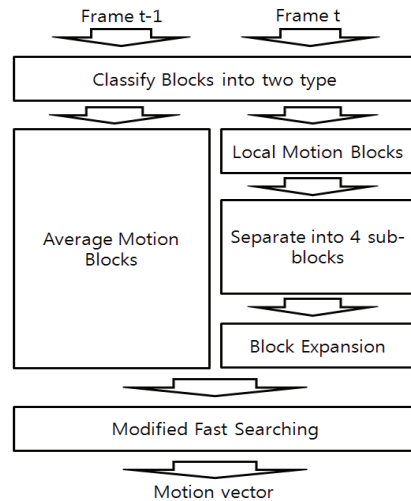 Frame t-1
Frame t
Classify Blocks into two type
Average Motion
Blocks
Local Motion Blocks
Separate into 4 sub-
blocks
Block Expansion
Modified Fast Searching
Motion vector